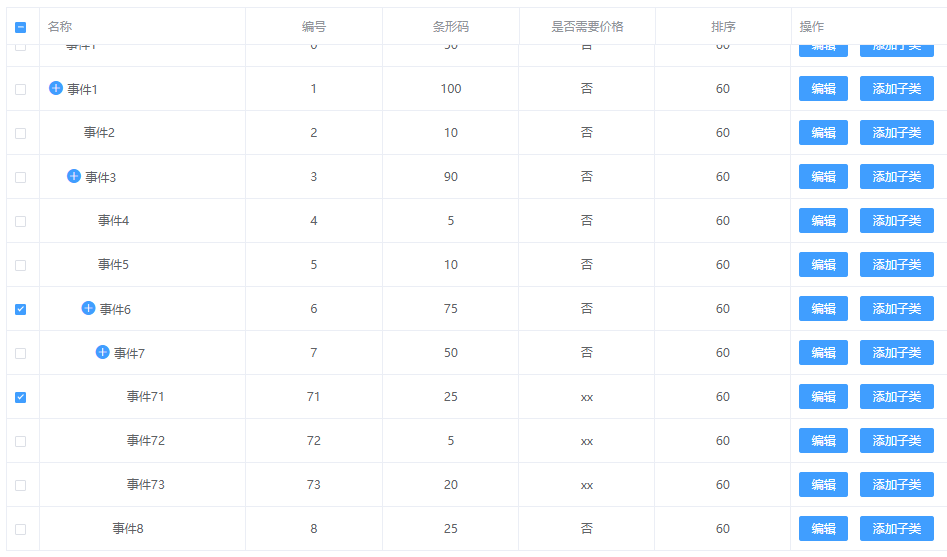 名称 编号 条形码 是否需要价格 排序 操作
事件1 0 50 否 60 编辑 添加子类
事件1 1 100 否 60 编辑 添加子类
事件2 2 10 否 60 编辑 添加子类
事件3 3 90 否 60 编辑 添加子类
事件4 4 5 否 60 编辑 添加子类
事件5 5 10 否 60 编辑 添加子类
事件6 6 75 否 60 编辑 添加子类
事件7 7 50 否 60 编辑 添加子类
事件71 71 25 xx 60 编辑 添加子类
事件72 72 5 xx 60 编辑 添加子类
事件73 73 20 xx 60 编辑 添加子类
事件8 8 25 否 60 编辑 添加子类